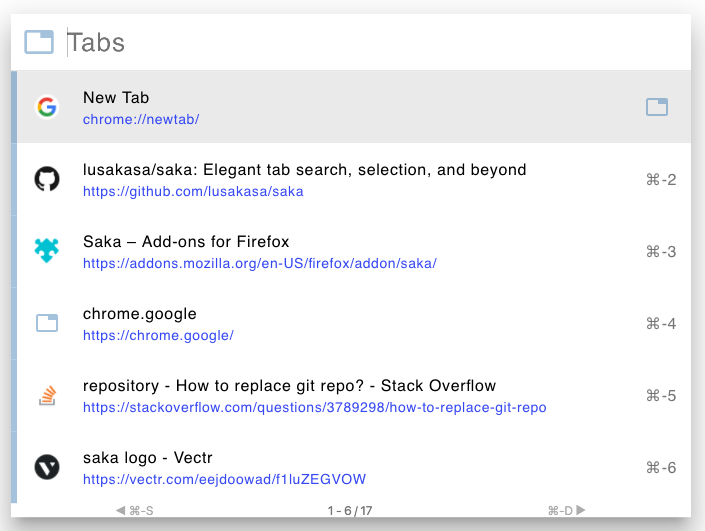 Tabs
New Tab
chrome://newtab/
lusakasa/saka: Elegant tab search, selection, and beyond
https://github.com/lusakasa/saka
⌘-2
Saka – Add-ons for Firefox
https://addons.mozilla.org/en-US/firefox/addon/saka/
⌘-3
chrome.google
https://chrome.google/
⌘-4
repository - How to replace git repo? - Stack Overflow
https://stackoverflow.com/questions/3789298/how-to-replace-git-repo
⌘-5
saka logo - Vectr
https://vectr.com/eejdoowad/f1luZEGVOW
⌘-6
◀ ⌘-S 1 - 6 / 17 ⌘-D ▶